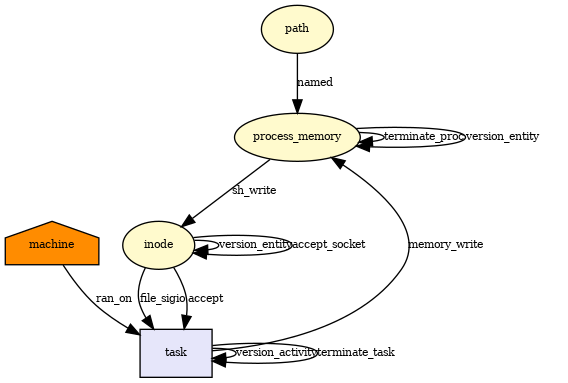 path
named
process_memory
terminate_proc
version_entity
sh_write
machine
inode
version_entity
accept_socket
memory_write
ran_on
file_sigio
accept
task
version_activity
terminate_task